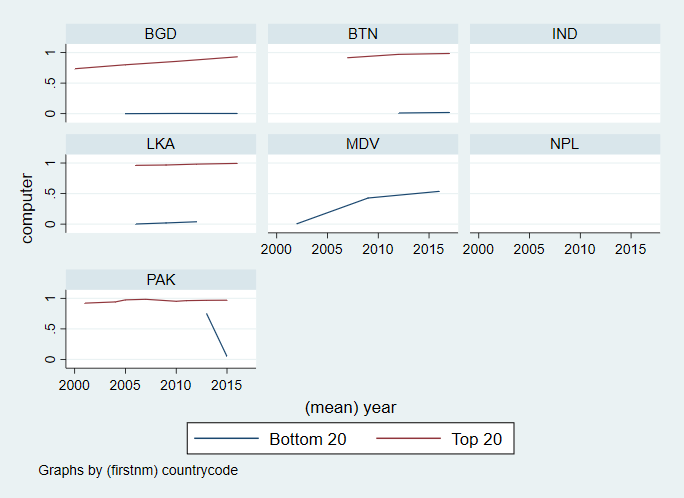 BGD BTN IND
1
.5
0
LKA MDV NPL
1
.5
0
2000 2005 2010 2015 2000 2005 2010 2015
PAK
1
.5
0
2000 2005 2010 2015
computer
(mean) year
Bottom 20 Top 20
Graphs by (firstnm) countrycode